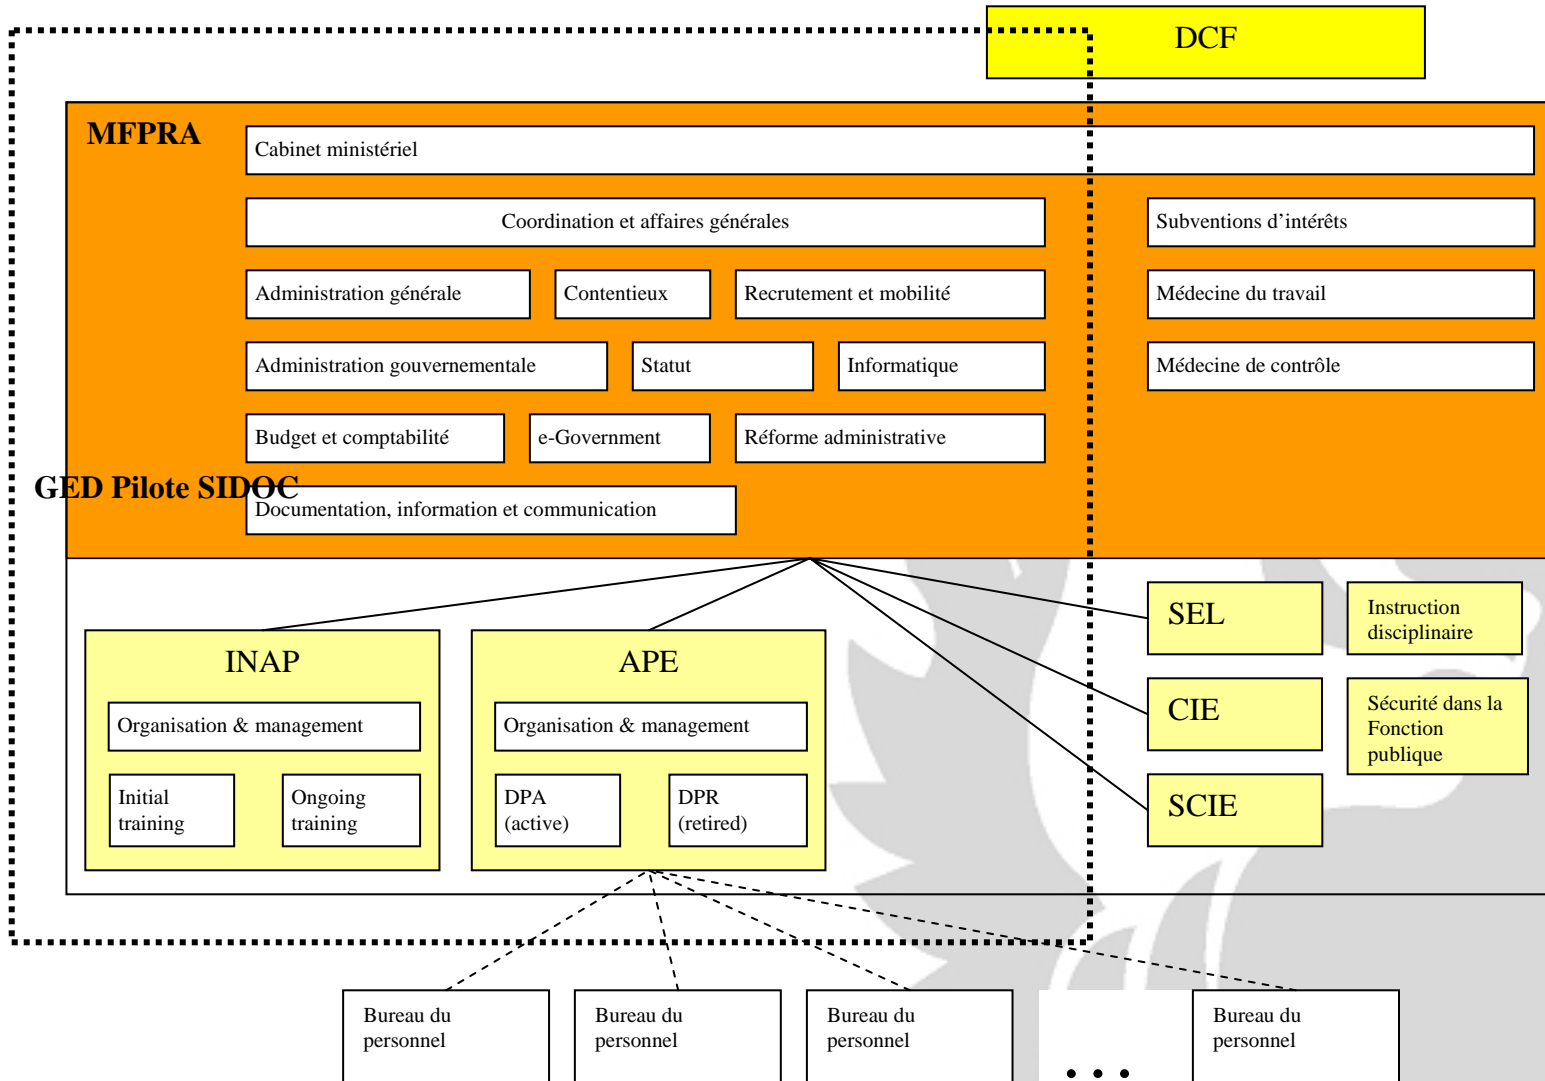 DCF
MFPRA
Cabinet ministériel
Coordination et affaires générales
Subventions d’intérêts
Administration générale
Contentieux
Recrutement et mobilité
Médecine du travail
Administration gouvernementale
Statut
Informatique
Médecine de contrôle
Budget et comptabilité
e-Government
Réforme administrative
GED Pilote SIDOC
Documentation, information et communication
SEL
Instruction
disciplinaire
INAP
APE
Organisation & management
Organisation & management
CIE
Sécurité dans la
Fonction
publique
Initial
training
Ongoing
training
DPA
(active)
DPR
(retired)
SCIE
Bureau du
personnel
Bureau du
personnel
Bureau du
personnel
• • •
Bureau du
personnel